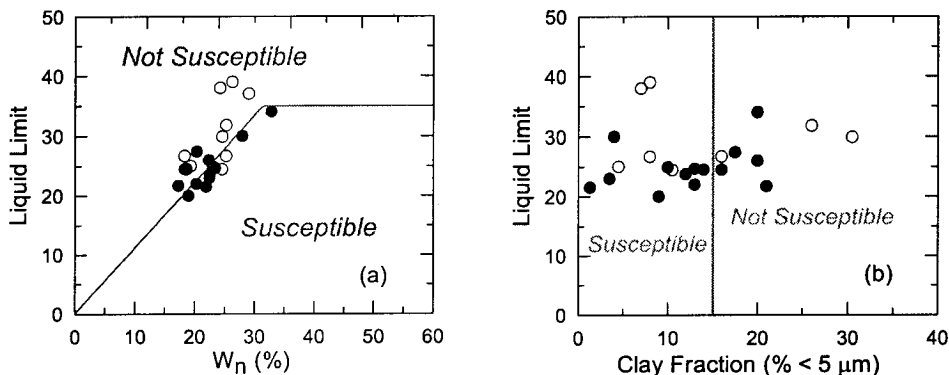 50
40
30
20
10
0
Liquid Limit
Not Susceptible
Susceptible
(a)
0 10 20 30 40 50 60
Wn (%)
50
40
30
20
10
0
Liquid Limit
Susceptible
Not Susceptible
(b)
0 10 20 30 40
Clay Fraction (% < 5 μm)